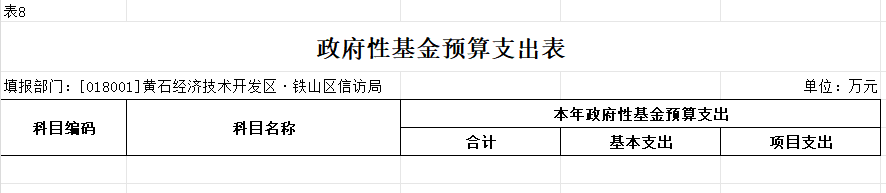 表8
政府性基金预算支出表
填报部门：[018001]黄石经济技术开发区·铁山区信访局 单位：万元
科目编码 科目名称 本年政府性基金预算支出
合计 基本支出 项目支出